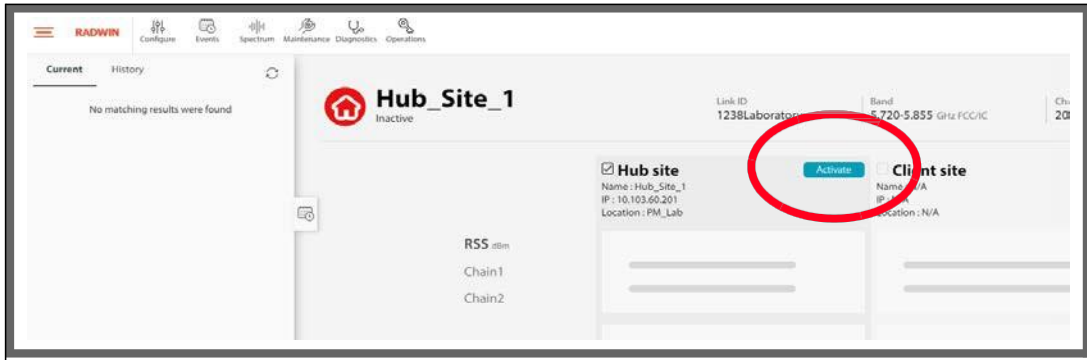 RADWIN
Configure Events Spectrum Maintenance Diagnostics Operations
Current History
No matching results were found
Hub_Site_1
Inactive
Link ID
1238Laborator
Band
5.720-5.855 GHz FCC/IC
Hub site
Activate
Name : Hub_Site_1
IP : 10.103.60.201
Location : PM_Lab
Client site
Name : N/A
IP : N/A
Location : N/A
RSS dBm
Chain1
Chain2